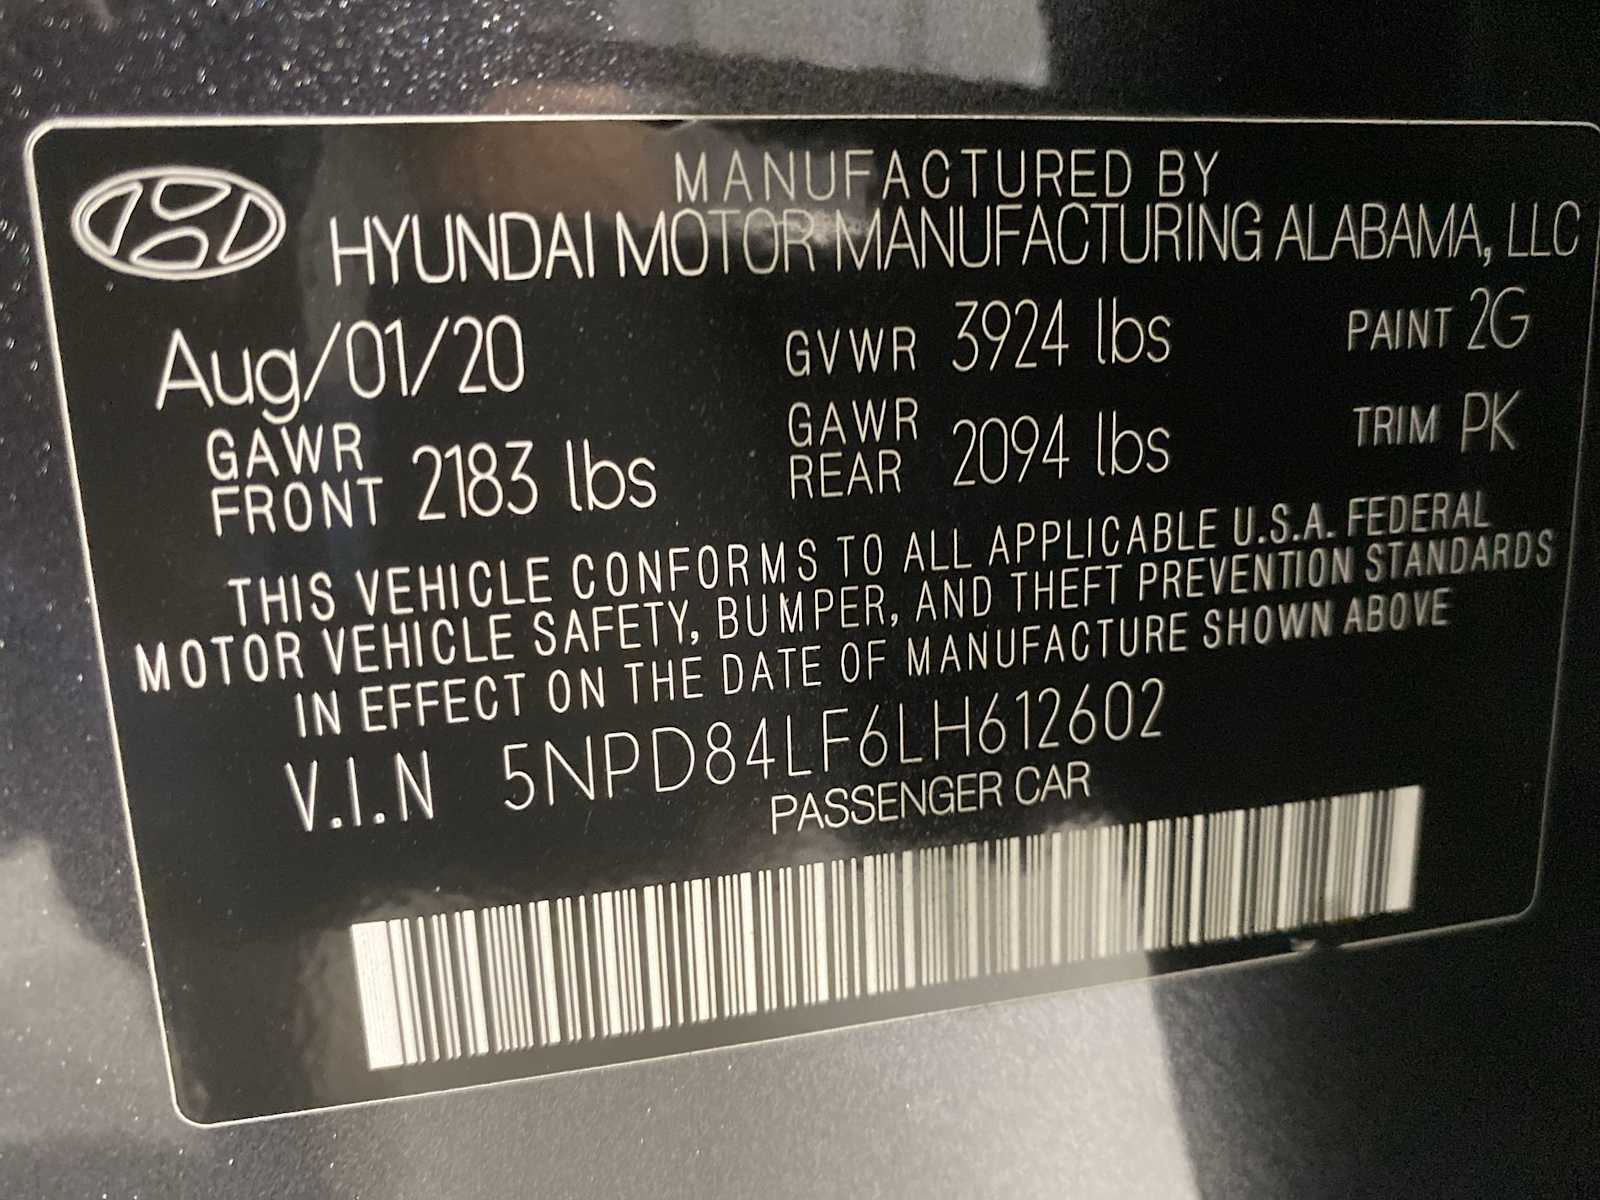 MANUFACTURED BY
HYUNDAI MOTOR MANUFACTURING ALABAMA, LLC
Aug/01/20 GVWR 3924 lbs PAINT 2G
GAWR FRONT 2183 lbs GAWR REAR 2094 lbs TRIM PK
THIS VEHICLE CONFORMS TO ALL APPLICABLE U.S.A. FEDERAL
MOTOR VEHICLE SAFETY, BUMPER, AND THEFT PREVENTION STANDARDS
IN EFFECT ON THE DATE OF MANUFACTURE SHOWN ABOVE
V.I.N 5NPD84LF6LH612602
PASSENGER CAR